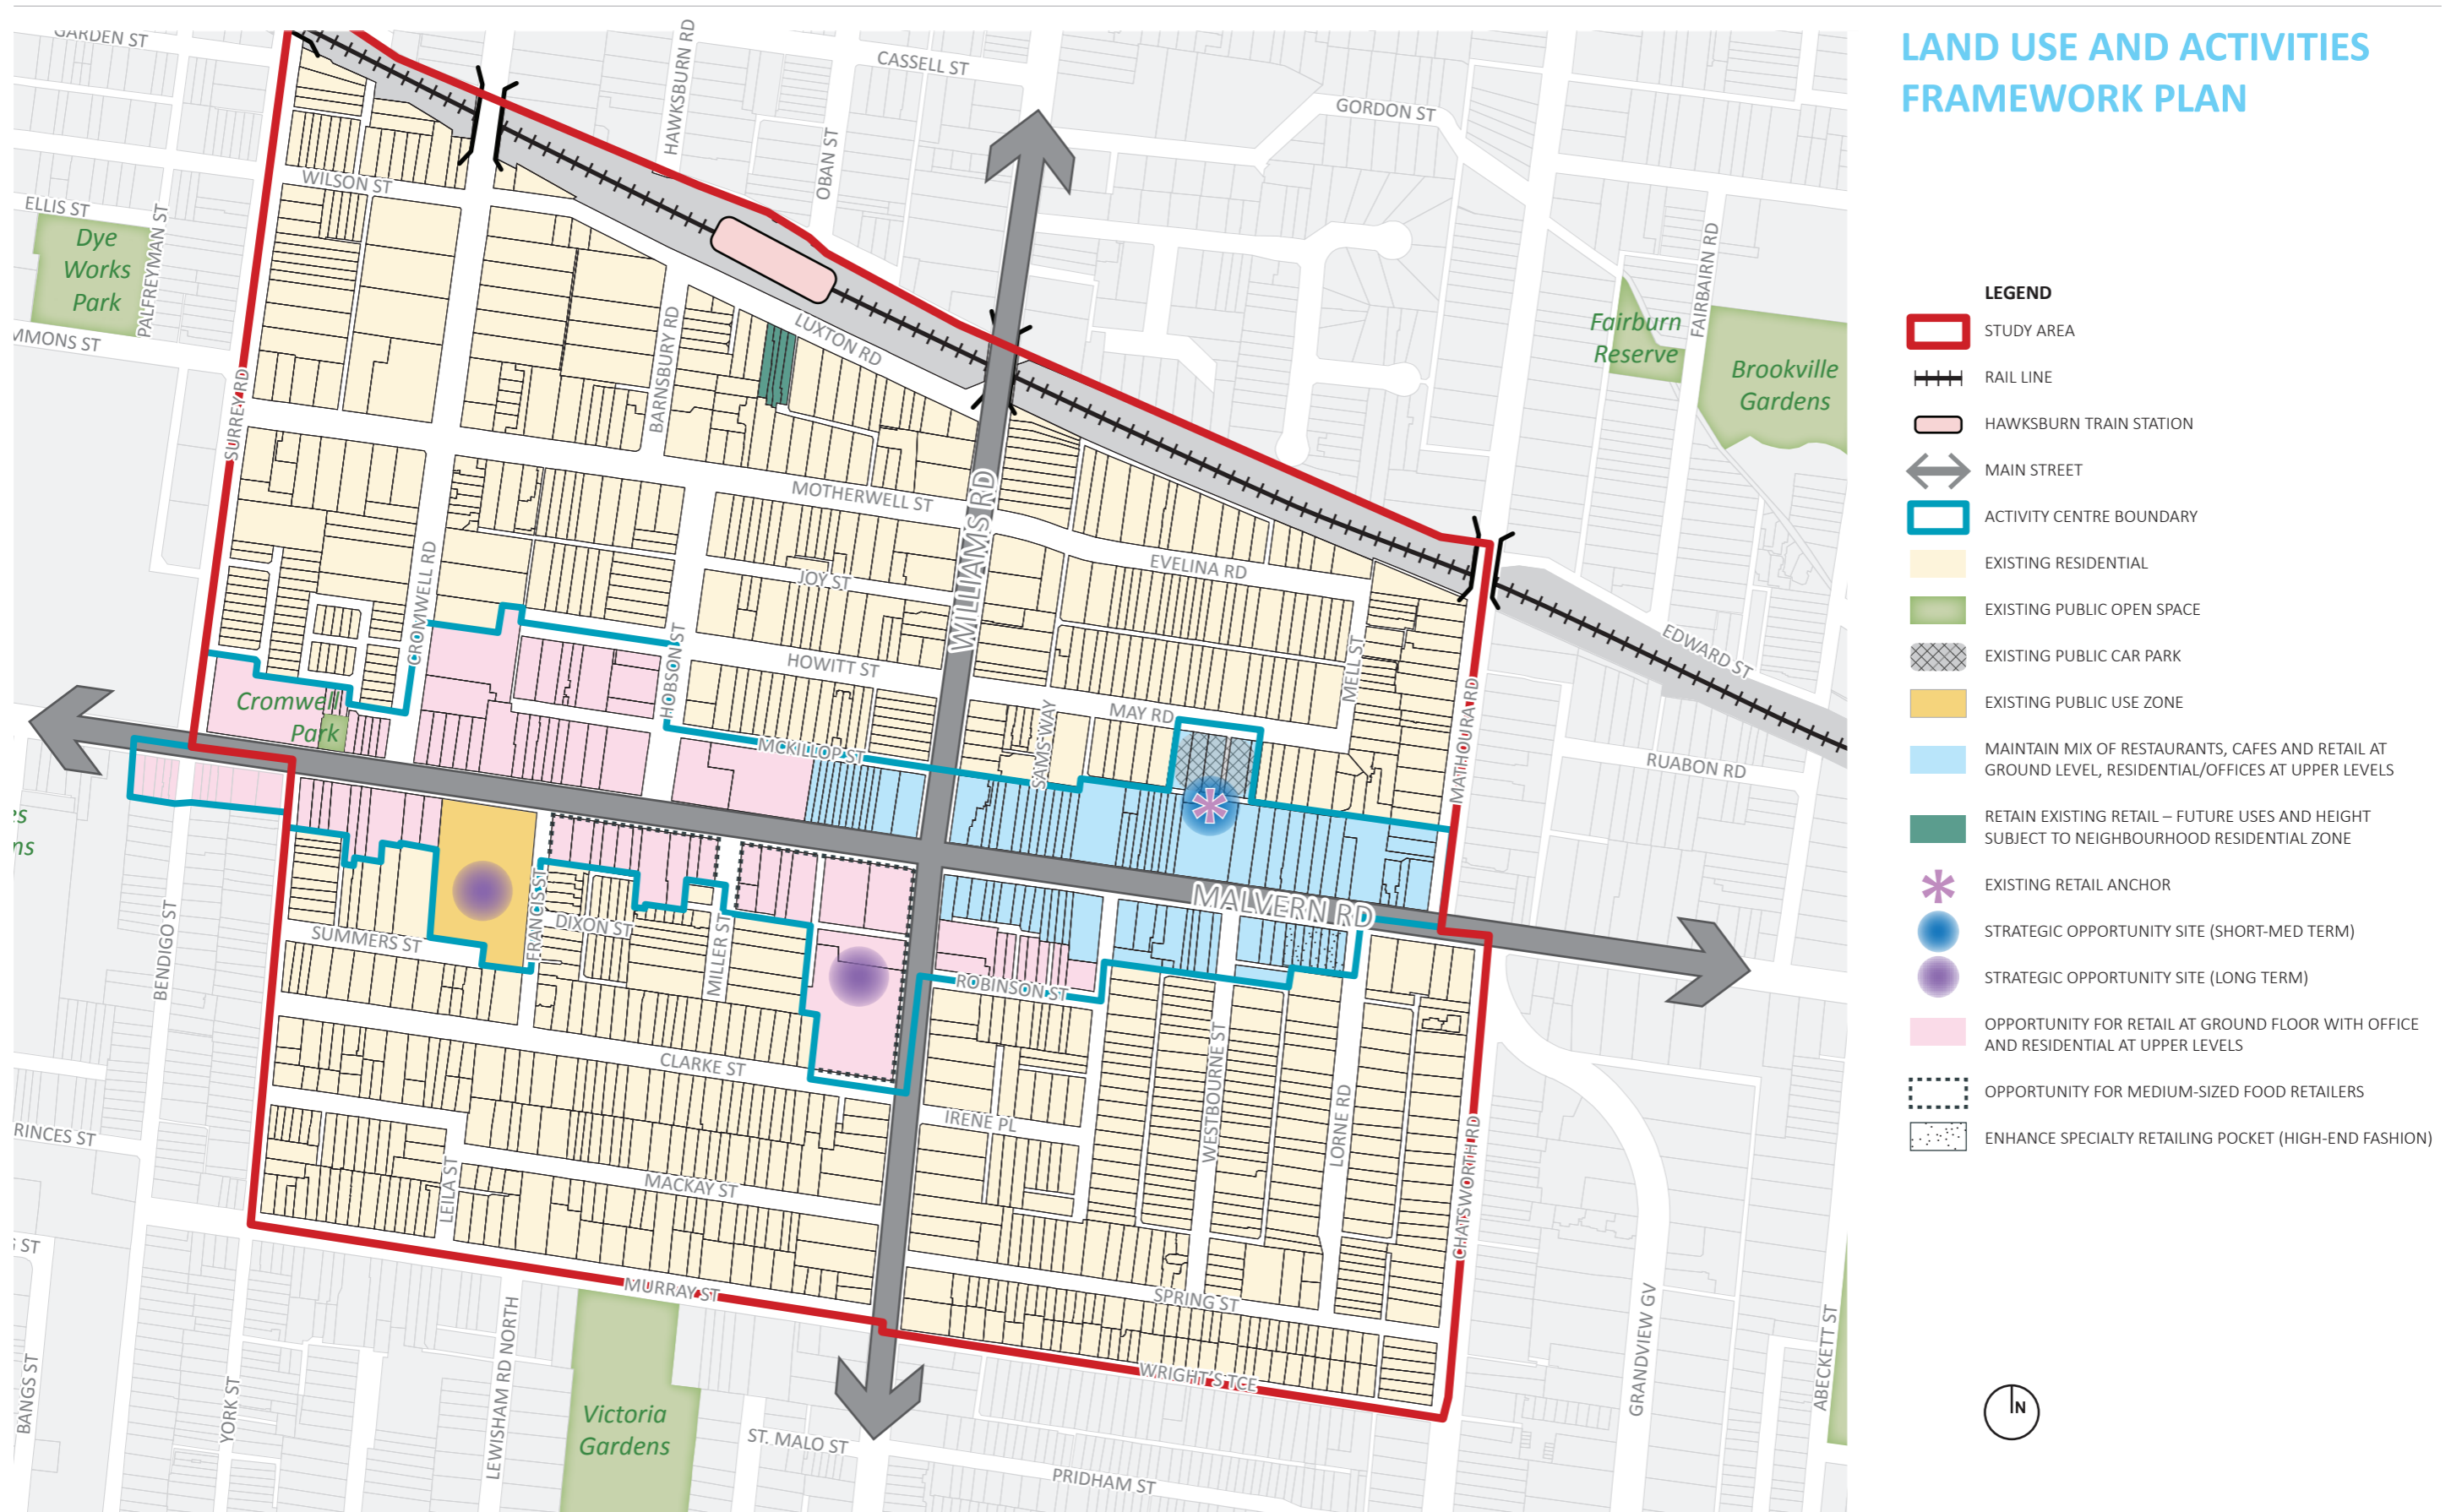 LAND USE AND ACTIVITIES
FRAMEWORK PLAN
LEGEND
STUDY AREA
RAIL LINE
HAWKSBURN TRAIN STATION
MAIN STREET
ACTIVITY CENTRE BOUNDARY
EXISTING RESIDENTIAL
EXISTING PUBLIC OPEN SPACE
EXISTING PUBLIC CAR PARK
EXISTING PUBLIC USE ZONE
MAINTAIN MIX OF RESTAURANTS, CAFES AND RETAIL AT
GROUND LEVEL, RESIDENTIAL/OFFICES AT UPPER LEVELS
RETAIN EXISTING RETAIL – FUTURE USES AND HEIGHT
SUBJECT TO NEIGHBOURHOOD RESIDENTIAL ZONE
EXISTING RETAIL ANCHOR
STRATEGIC OPPORTUNITY SITE (SHORT-MED TERM)
STRATEGIC OPPORTUNITY SITE (LONG TERM)
OPPORTUNITY FOR RETAIL AT GROUND FLOOR WITH OFFICE
AND RESIDENTIAL AT UPPER LEVELS
OPPORTUNITY FOR MEDIUM-SIZED FOOD RETAILERS
ENHANCE SPECIALTY RETAILING POCKET (HIGH-END FASHION)
N
GARDEN ST
HAWKSBURN RD
CASSELL ST
GORDON ST
OBAN ST
WILSON ST
ELLIS ST
PALFREYMAN ST
Dye
Works
Park
MMONS ST
FAIRBAIRN RD
Fairburn
Reserve
Brookville
Gardens
BARNSBURY RD
LUXTON RD
SURREY RD
MOTHERWELL ST
WILLIAMS RD
EVELINA RD
JOY ST
CROMWELL RD
HOBSON ST
HOWITT ST
MELL ST
EDWARD ST
MATHOURA RD
Cromwell
Park
MCKILLOP ST
SAMS WAY
MAY RD
RUABON RD
es
ns
MALVERN RD
FRANCIS ST
DIXON ST
MILLER ST
SUMMERS ST
BENDIGO ST
ROBINSON ST
CLARKE ST
WESTBOURNE ST
LORNE RD
IRENE PL
RINCES ST
LEILA ST
MACKAY ST
CHATSWORTH RD
G ST
MURRAY ST
SPRING ST
WRIGHT'S TCE
GRANDVIEW GV
ABECKETT ST
BANGS ST
YORK ST
LEWISHAM RD NORTH
Victoria
Gardens
ST. MALO ST
PRIDHAM ST